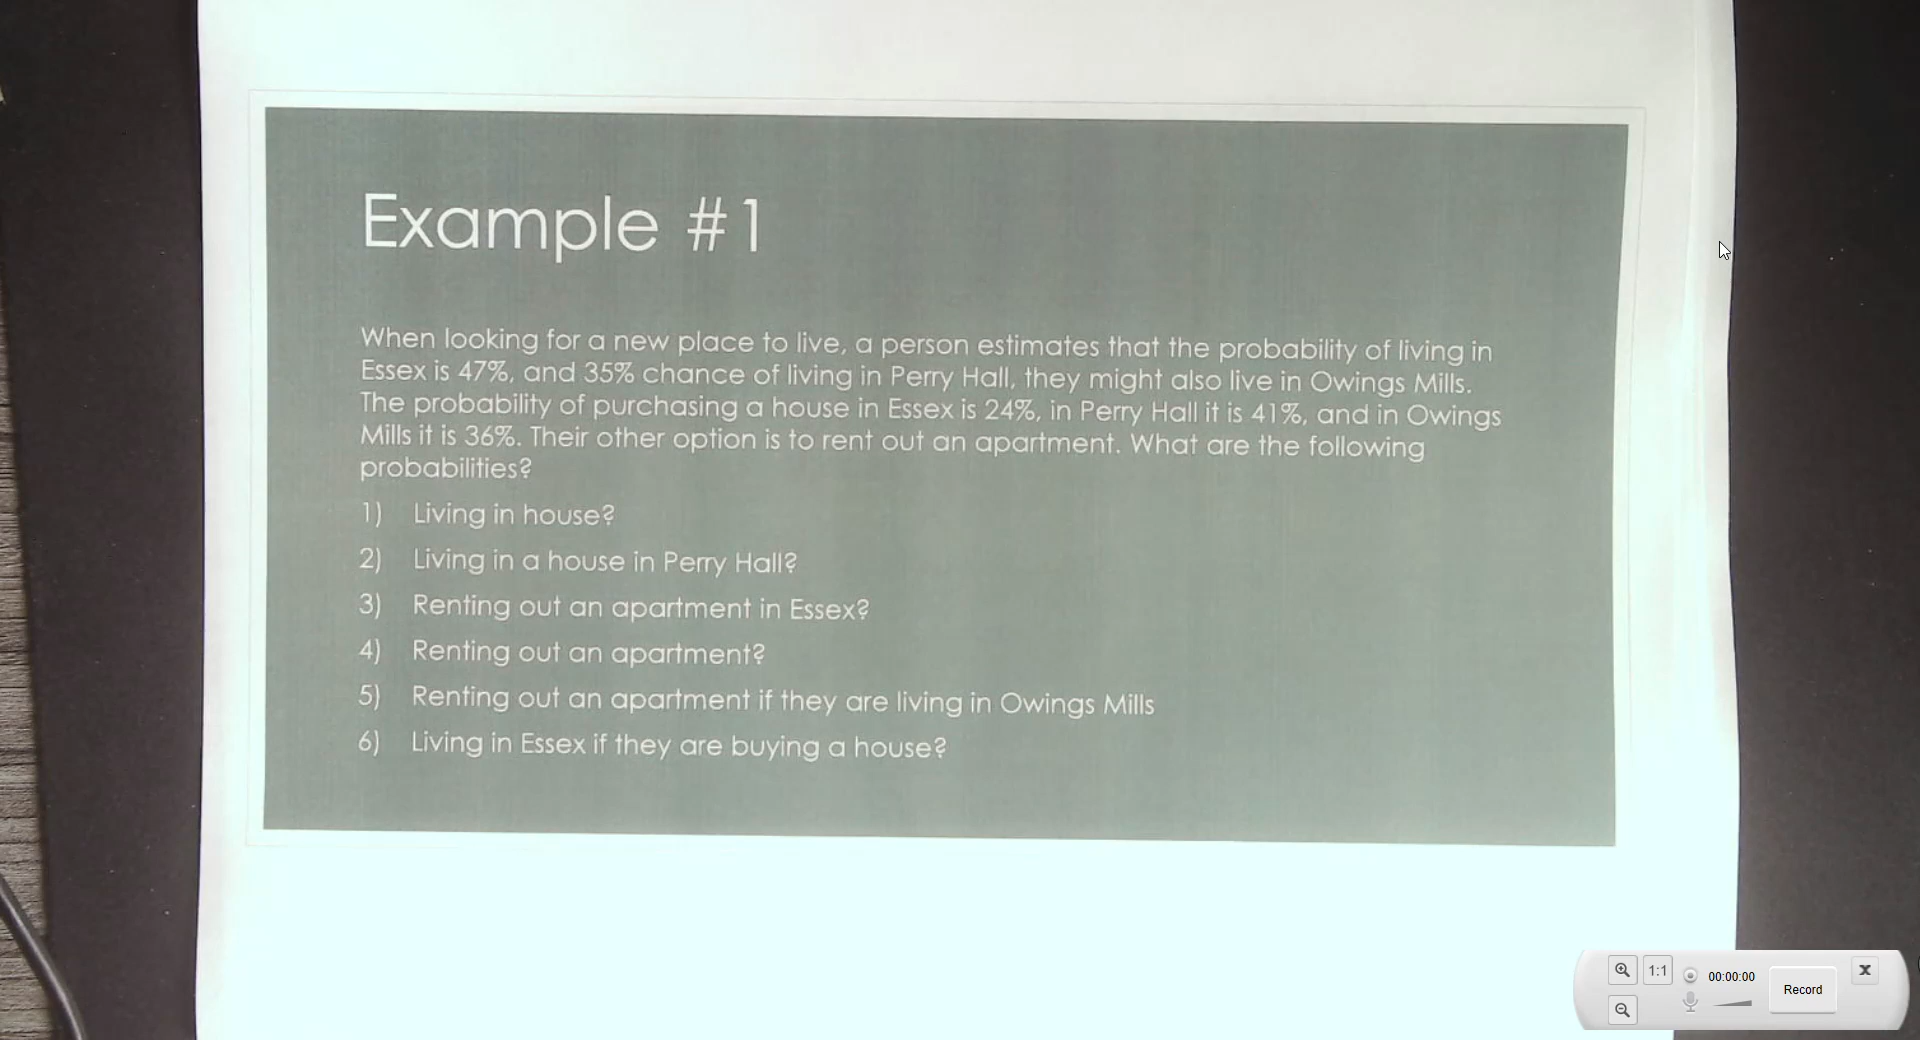 Example #1
When looking for a new place to live, a person estimates that the probability of living in
Essex is 47%, and 35% chance of living in Perry Hall, they might also live in Owings Mills.
The probability of purchasing a house in Essex is 24%, in Perry Hall it is 41%, and in Owings
Mills it is 36%. Their other option is to rent out an apartment. What are the following
probabilities?
1) Living in house?
2) Living in a house in Perry Hall?
3) Renting out an apartment in Essex?
4) Renting out an apartment?
5) Renting out an apartment if they are living in Owings Mills
6) Living in Essex if they are buying a house?
1:1
00:00:00
Record
X